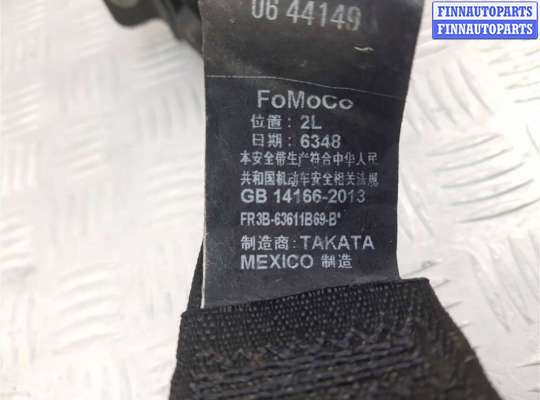 FINNAUTOPARTS
FINNAUTOPARTS
06 44149
FoMoCo
位置: 2L
日期: 6348
本安全带生产符合中华人民
共和国机动车安全相关法规
GB 14166-2013
FR3B-63611B69-B*
制造商: TAKATA
MEXICO 制造